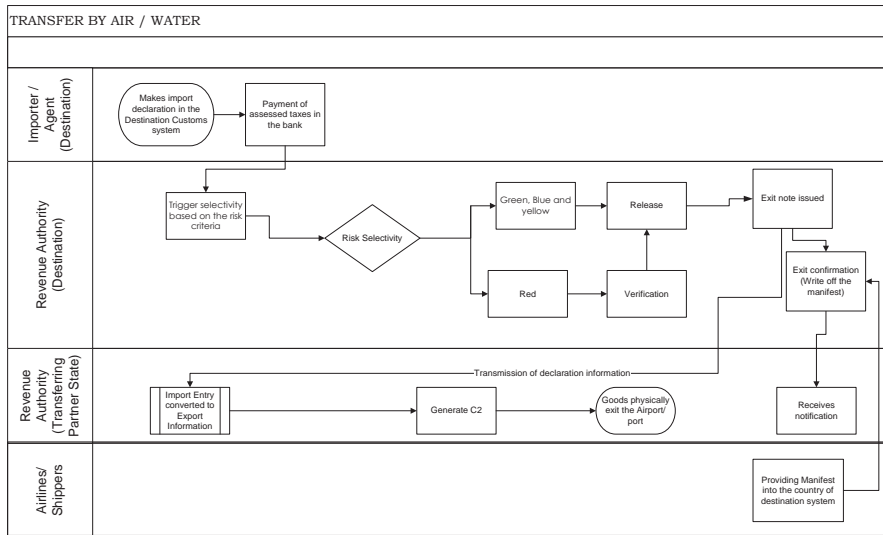 TRANSFER BY AIR / WATER
Importer /
Agent
(Destination)
Makes import
declaration in the
Destination Customs
system
Payment of
assessed taxes in
the bank
Revenue Authority
(Destination)
Trigger selectivity
based on the risk
criteria
Risk Selectivity
Green, Blue and
yellow
Release
Exit note issued
Red
Verification
Exit confirmation
(Write off the
manifest)
Revenue
Authority
(Transferring
Partner State)
Transmission of declaration information
Import Entry
converted to
Export
Information
Generate C2
Goods physically
exit the Airport/
port
Receives
notification
Airlines/
Shippers
Providing Manifest
into the country of
destination system